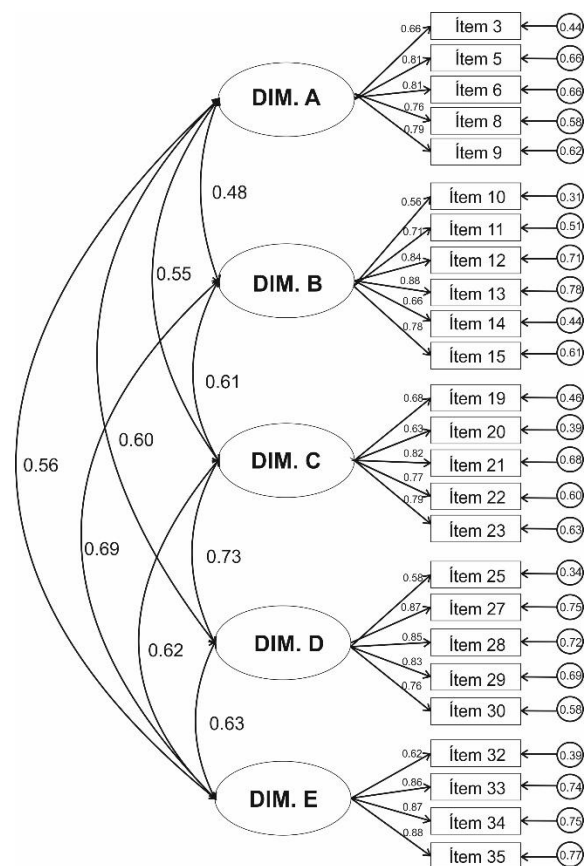 DIM. A
0.66 Ítem 3 0.44
0.81 Ítem 5 0.66
0.81 Ítem 6 0.66
0.76 Ítem 8 0.58
0.79 Ítem 9 0.62
0.48
DIM. B
0.56 Ítem 10 0.31
0.71 Ítem 11 0.51
0.84 Ítem 12 0.71
0.88 Ítem 13 0.78
0.66 Ítem 14 0.44
0.78 Ítem 15 0.61
0.55
0.61
DIM. C
0.68 Ítem 19 0.46
0.63 Ítem 20 0.39
0.82 Ítem 21 0.68
0.77 Ítem 22 0.60
0.79 Ítem 23 0.63
0.60
0.56
0.69
0.73
DIM. D
0.58 Ítem 25 0.34
0.87 Ítem 27 0.75
0.85 Ítem 28 0.72
0.83 Ítem 29 0.69
0.76 Ítem 30 0.58
0.62
0.63
DIM. E
0.62 Ítem 32 0.39
0.86 Ítem 33 0.74
0.87 Ítem 34 0.75
0.88 Ítem 35 0.77